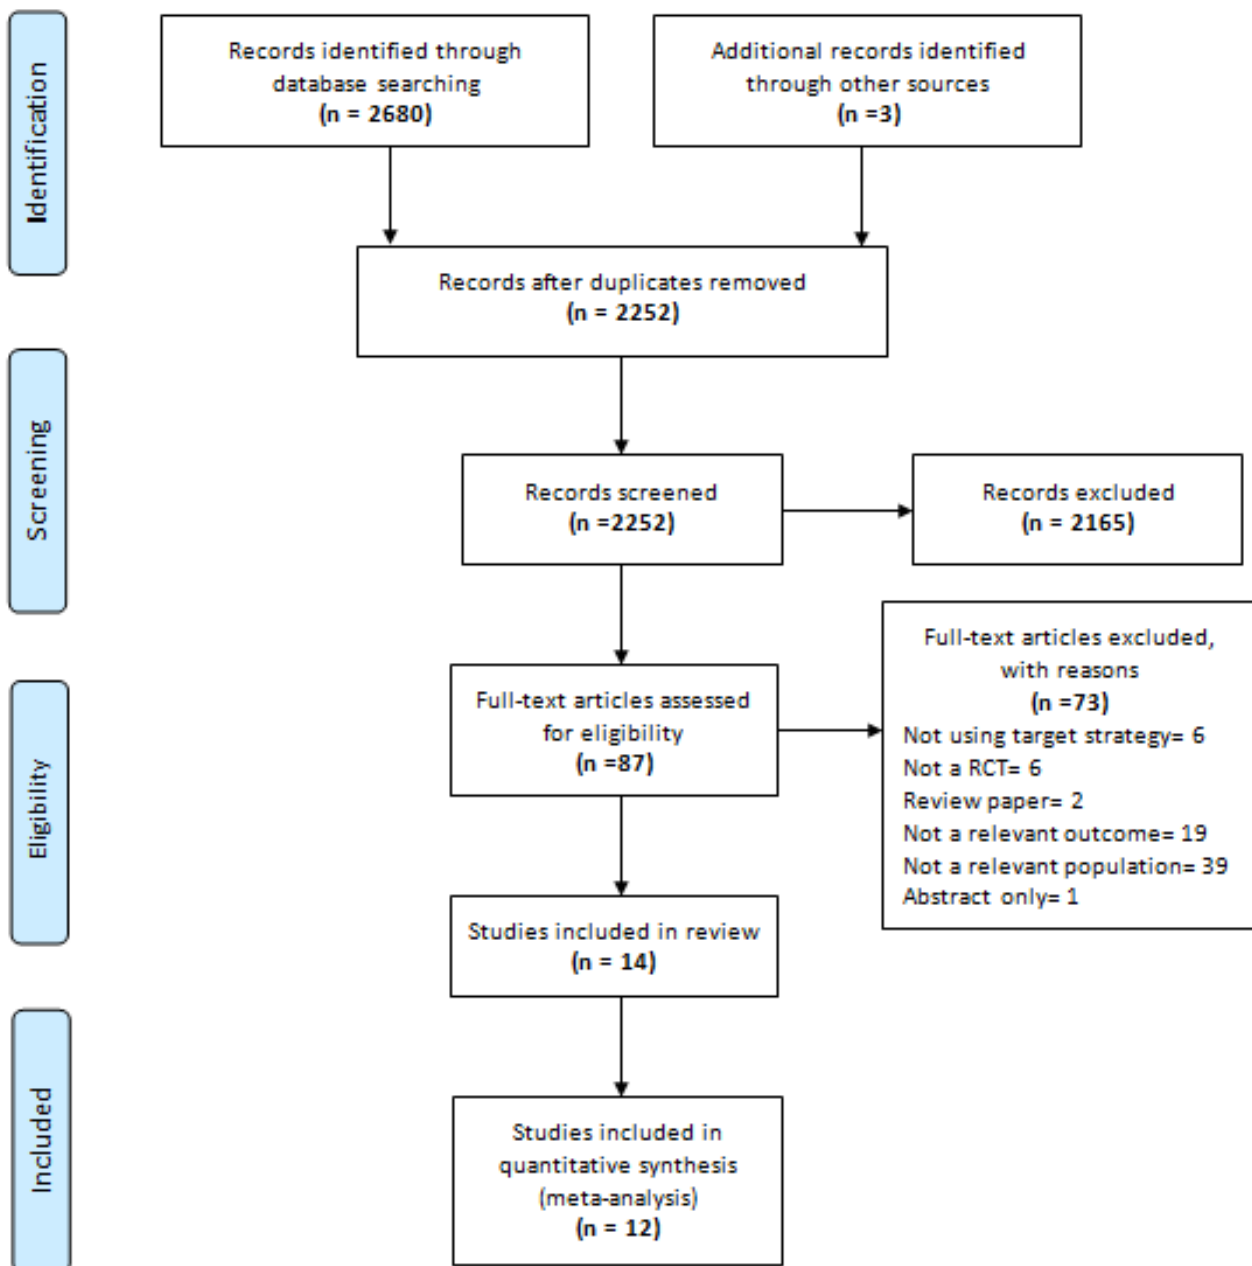 Identification
Records identified through
database searching
(n = 2680)
Additional records identified
through other sources
(n =3)
Records after duplicates removed
(n = 2252)
Screening
Records screened
(n =2252)
Records excluded
(n = 2165)
Eligibility
Full-text articles assessed
for eligibility
(n =87)
Full-text articles excluded,
with reasons
(n =73)
Not using target strategy= 6
Not a RCT= 6
Review paper= 2
Not a relevant outcome= 19
Not a relevant population= 39
Abstract only= 1
Studies included in review
(n = 14)
Included
Studies included in
quantitative synthesis
(meta-analysis)
(n = 12)